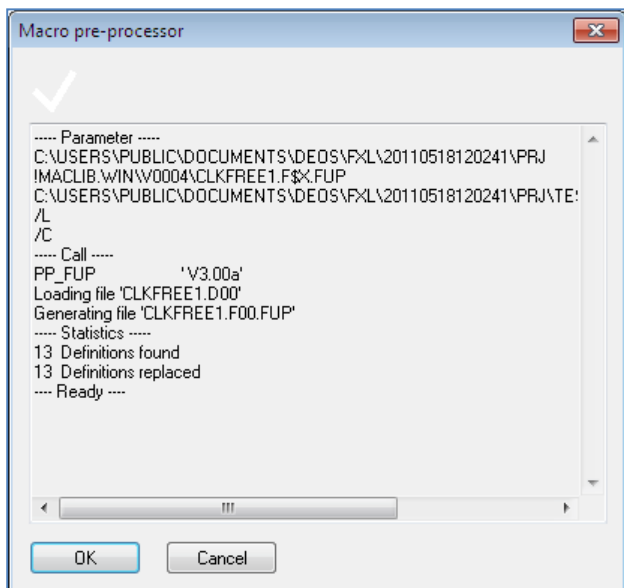 Macro pre-processor
----- Parameter -----
C:\USERS\PUBLIC\DOCUMENTS\DEOS\FXL\20110518120241\PRJ
!MACLIB.WIN\V0004\CLKFREE1.F$X.FUP
C:\USERS\PUBLIC\DOCUMENTS\DEOS\FXL\20110518120241\PRJ\TES
/L
/C
----- Call -----
PP_FUP 'V3.00a'
Loading file 'CLKFREE1.D00'
Generating file 'CLKFREE1.F00.FUP'
----- Statistics -----
13 Definitions found
13 Definitions replaced
---- Ready ----
OK
Cancel